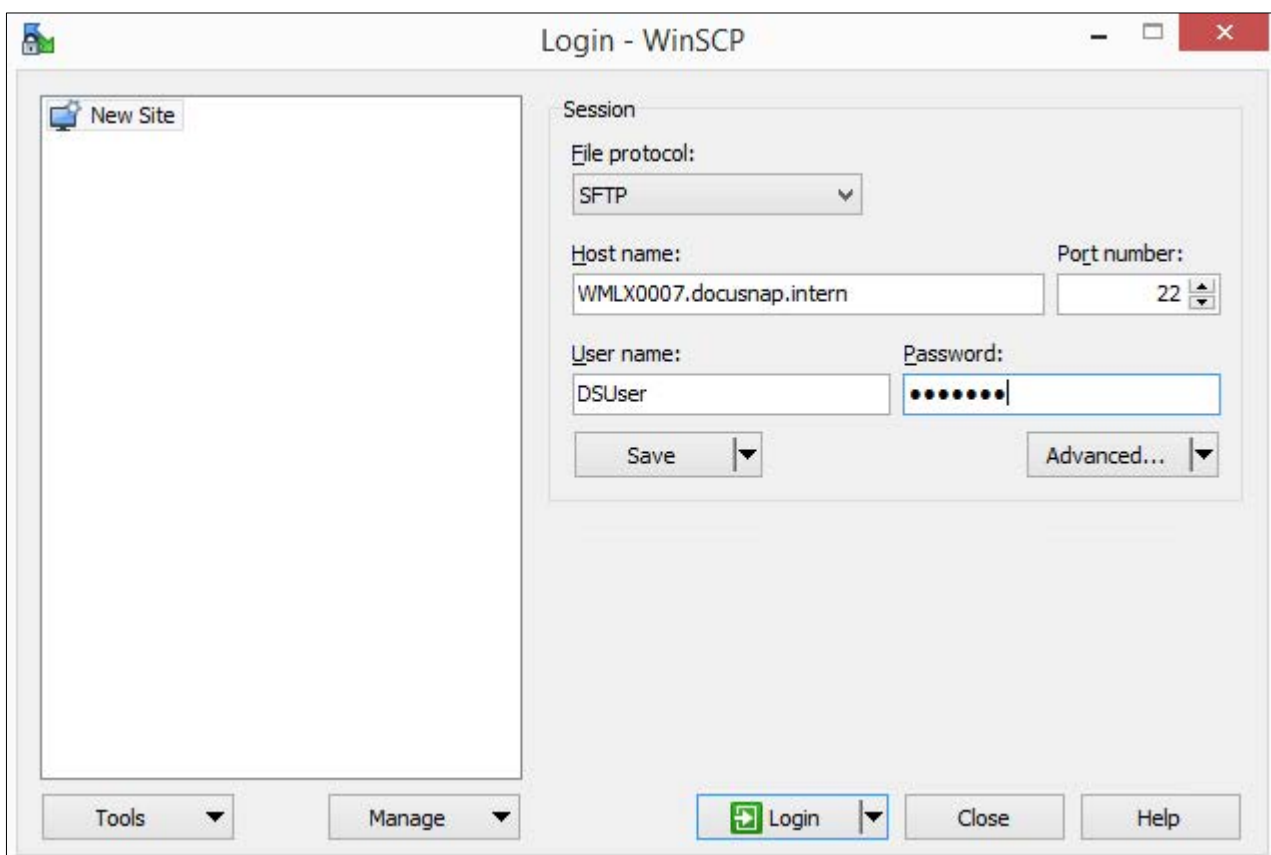 Login - WinSCP
New Site
Session
File protocol:
SFTP
Host name:
Port number:
WMLX0007.docusnap.intern
22
User name:
Password:
DSUser
●●●●●●●
Save
Advanced...
Tools
Manage
Login
Close
Help